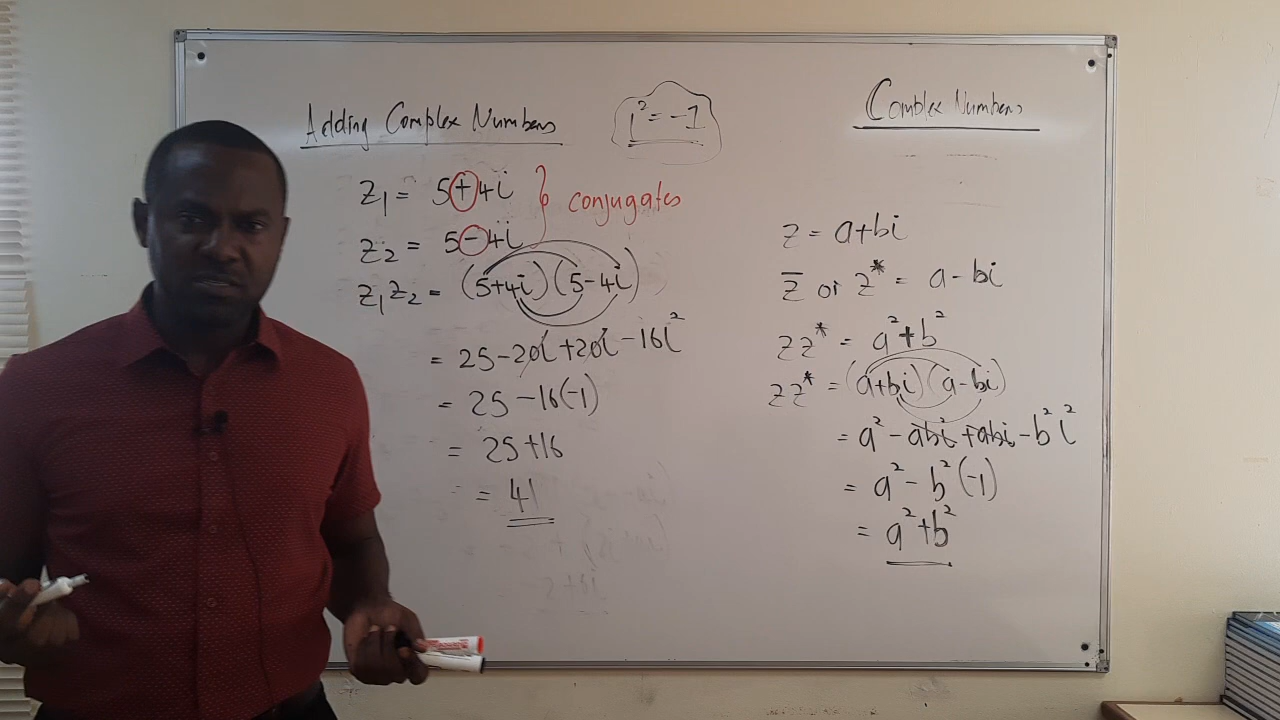 Adding Complex Numbers
i² = -1
z₁ = 5+4i
z₂ = 5-4i
conjugates
z₁z₂ = (5+4i)(5-4i)
= 25-20i+20i-16i²
= 25-16(-1)
= 25+16
= 41
Complex Numbers
z = a+bi
z̅ or z* = a-bi
zz* = a²+b²
zz* = (a+bi)(a-bi)
= a²-abi+abi-b²i²
= a²-b²(-1)
= a²+b²